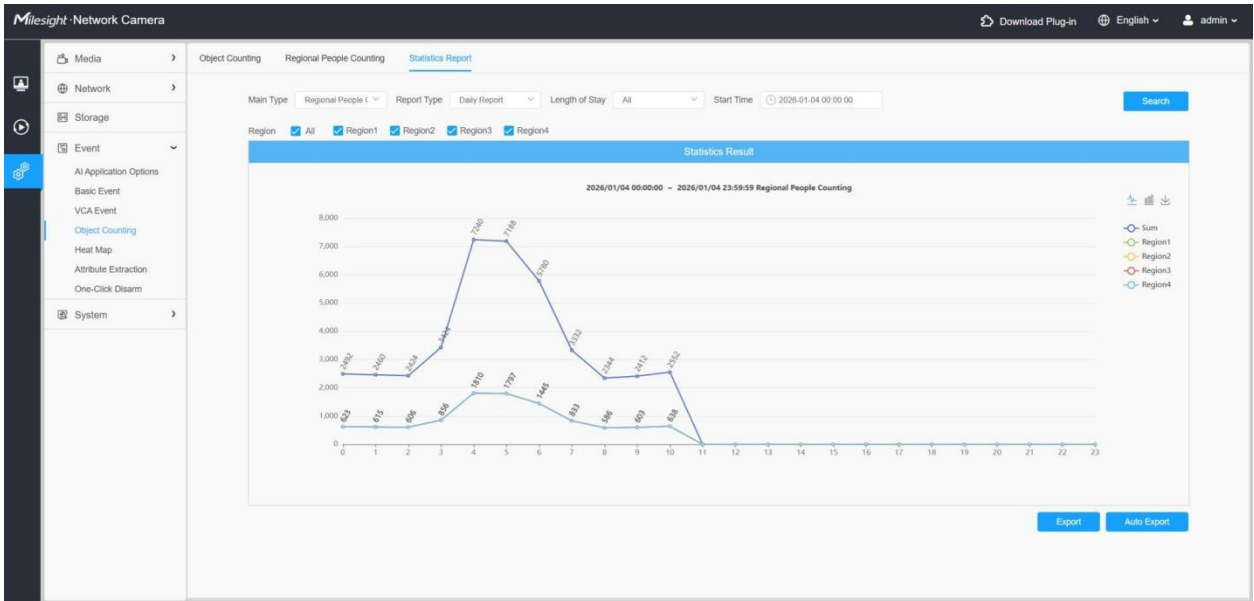 Milesight · Network Camera
Download Plug-in
English
admin
Media
Network
Storage
Event
AI Application Options
Basic Event
VCA Event
Object Counting
Heat Map
Attribute Extraction
One-Click Disarm
System
Object Counting Regional People Counting Statistics Report
Main Type Regional People ( Report Type Daily Report Length of Stay All Start Time 2026-01-04 00:00:00 Search
Region All Region1 Region2 Region3 Region4
Statistics Result
2026/01/04 00:00:00 ~ 2026/01/04 23:59:59 Regional People Counting
Sum
Region1
Region2
Region3
Region4
8,000
7,000
6,000
5,000
4,000
3,000
2,000
1,000
0
2492 2460 2424 3424 7240 7188 5780 3332 2344 2412 2552
623 615 606 856 1810 1797 1445 833 586 603 638
0 1 2 3 4 5 6 7 8 9 10 11 12 13 14 15 16 17 18 19 20 21 22 23
Export Auto Export